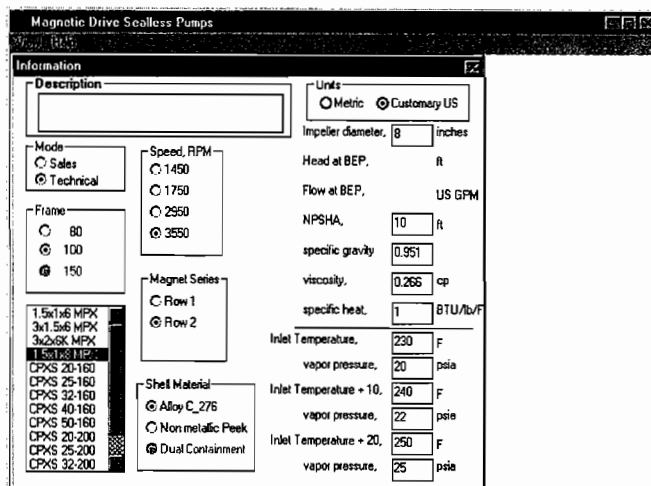 Magnetic Drive Sealless Pumps
Information
Description
Units
Metric
Customary US
Mode
Sales
Technical
Frame
80
100
150
1.5x1x6 MPX
3x1.5x6 MPX
3x2x6K MPX
1.5x1x8 MPX
CPXS 20-160
CPXS 25-160
CPXS 32-160
CPXS 40-160
CPXS 50-160
CPXS 20-200
CPXS 25-200
CPXS 32-200
Speed, RPM
1450
1750
2950
3550
Magnet Series
Row 1
Row 2
Shell Material
Alloy C_276
Non metallic Peek
Dual Containment
Impeller diameter, 8 inches
Head at BEP, ft
Flow at BEP, US GPM
NPSHA, 10 ft
specific gravity 0.951
viscosity, 0.266 cp
specific heat, 1 BTU/lb/F
Inlet Temperature, 230 F
vapor pressure, 20 psia
Inlet Temperature + 10, 240 F
vapor pressure, 22 psia
Inlet Temperature + 20, 250 F
vapor pressure, 25 psia